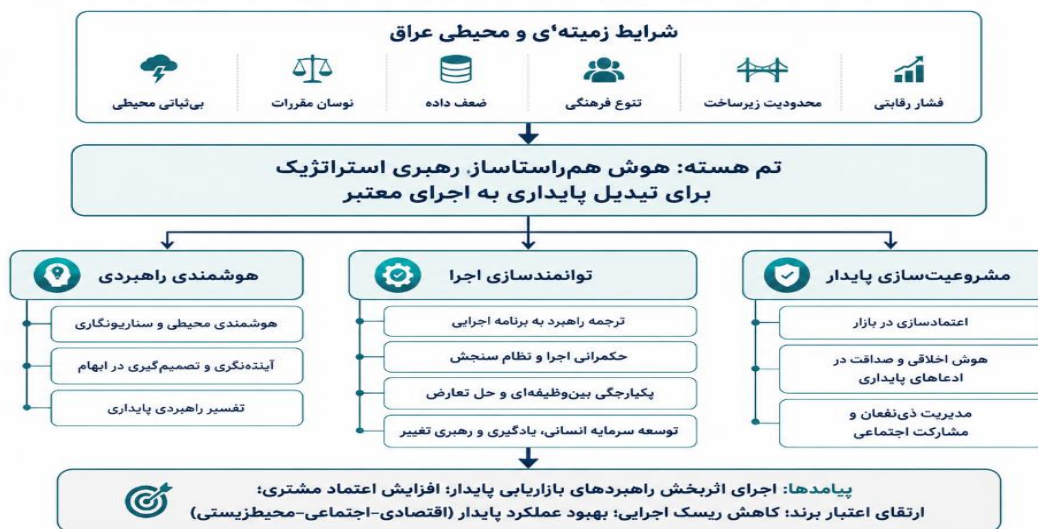 شرایط زمینه‌ای و محیطی عراق
فشار رقابتی
محدودیت زیرساخت
تنوع فرهنگی
ضعف داده
نوسان مقررات
بی‌ثباتی محیطی
تم هسته: هوش هم‌راستاساز، رهبری استراتژیک
برای تبدیل پایداری به اجرای معتبر
مشروعیت‌سازی پایدار
اعتمادسازی در بازار
هوش اخلاقی و صداقت در
ادعاهای پایداری
مدیریت ذی‌نفعان و
مشارکت اجتماعی
توانمندسازی اجرا
ترجمه راهبرد به برنامه اجرایی
حکمرانی اجرا و نظام سنجش
یکپارچگی بین‌وظیفه‌ای و حل تعارض
توسعه سرمایه انسانی، یادگیری و رهبری تغییر
هوشمندی راهبردی
هوشمندی محیطی و سناریونگاری
آینده‌نگری و تصمیم‌گیری در ابهام
تفسیر راهبردی پایداری
پیامدها: اجرای اثربخش راهبردهای بازاریابی پایدار؛ افزایش اعتماد مشتری؛
ارتقای اعتبار برند؛ کاهش ریسک اجرایی؛ بهبود عملکرد پایدار (اقتصادی-اجتماعی-محیط‌زیستی)